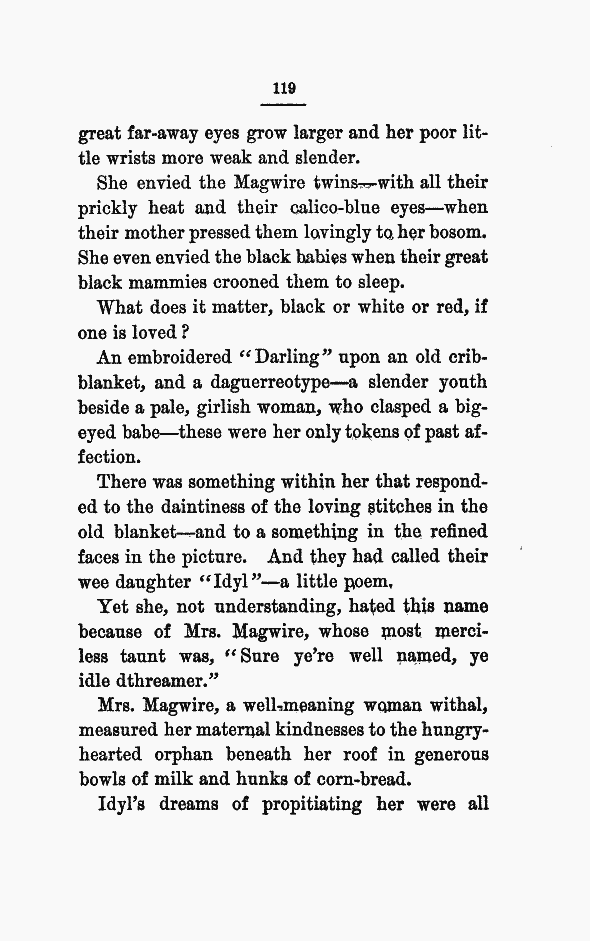 119
great far-away eyes grow larger and her poor lit-
tle wrists more weak and slender.
She envied the Magwire twins—with all their
prickly heat and their calico-blue eyes—when
their mother pressed them lovingly to her bosom.
She even envied the black babies when their great
black mammies crooned them to sleep.
What does it matter, black or white or red, if
one is loved?
An embroidered “Darling” upon an old crib-
blanket, and a daguerreotype—a slender youth
beside a pale, girlish woman, who clasped a big-
eyed babe—these were her only tokens of past af-
fection.
There was something within her that respond-
ed to the daintiness of the loving stitches in the
old blanket—and to a something in the refined
faces in the picture. And they had called their
wee daughter “Idyl”—a little poem.
Yet she, not understanding, hated this name
because of Mrs. Magwire, whose most merci-
less taunt was, “Sure ye’re well named, ye
idle dthreamer.”
Mrs. Magwire, a well-meaning woman withal,
measured her maternal kindnesses to the hungry-
hearted orphan beneath her roof in generous
bowls of milk and hunks of corn-bread.
Idyl’s dreams of propitiating her were all